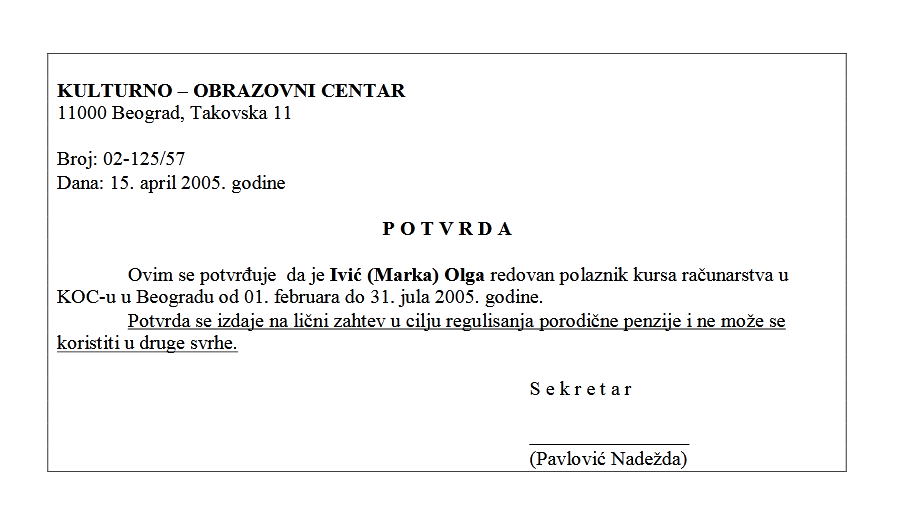 KULTURNO – OBRAZOVNI CENTAR
11000 Beograd, Takovska 11
Broj: 02-125/57
Dana: 15. april 2005. godine
P O T V R D A
Ovim se potvrđuje  da je Ivić (Marka) Olga redovan polaznik kursa računarstva u
KOC-u u Beogradu od 01. februara do 31. jula 2005. godine.
Potvrda se izdaje na lični zahtev u cilju regulisanja porodične penzije i ne može se
koristiti u druge svrhe.
S e k r e t a r
________________
(Pavlović Nadežda)